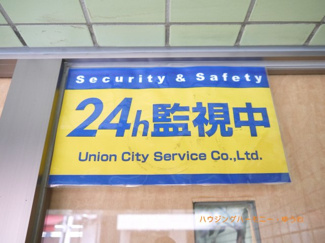 Security & Safety
24h監視中
Union City Service Co.,Ltd.